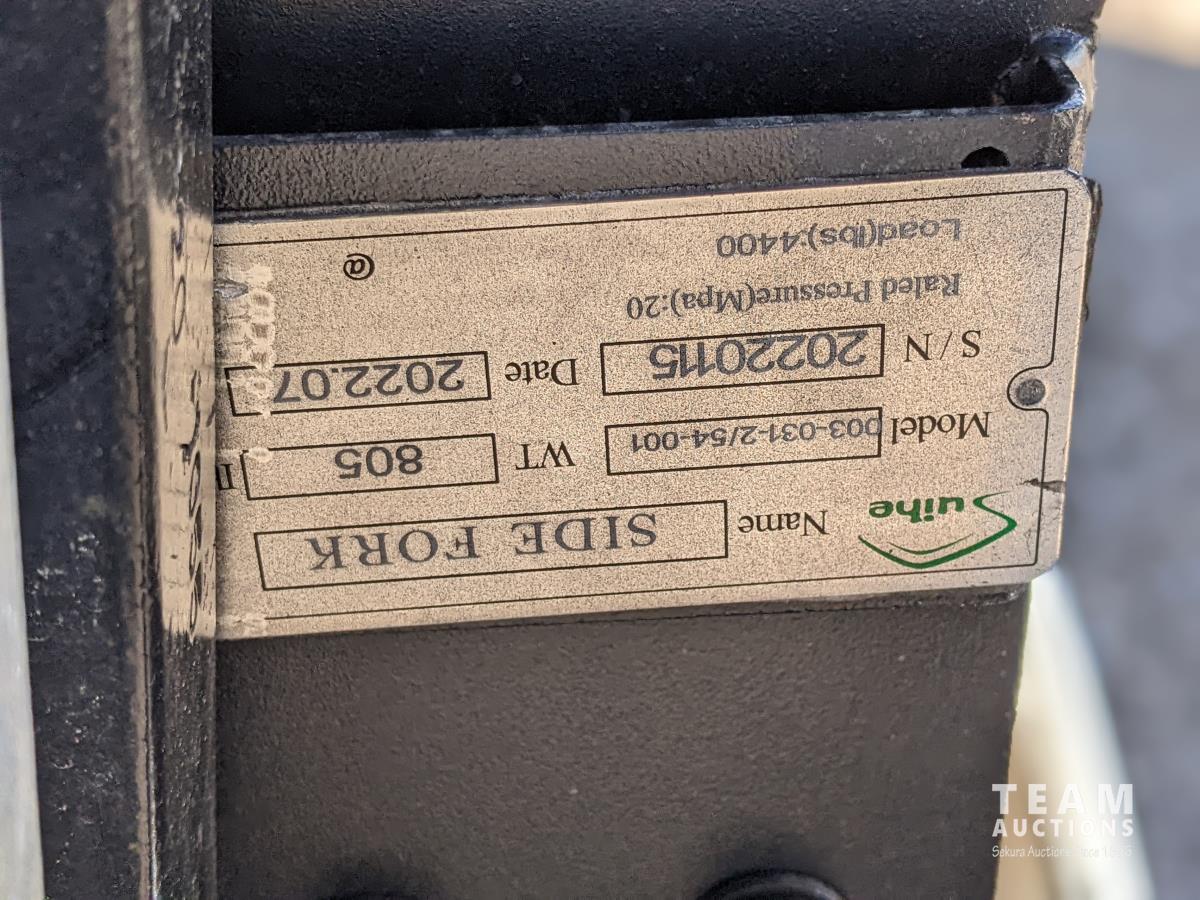 Suihe Name SIDE FORK
Model 003-031-2/54-001 WT 805
S/N 20220115 Date 2022.07
Raled Pressure(Mpa):20
Load(lbs):4400 @
TEAM
AUCTIONS